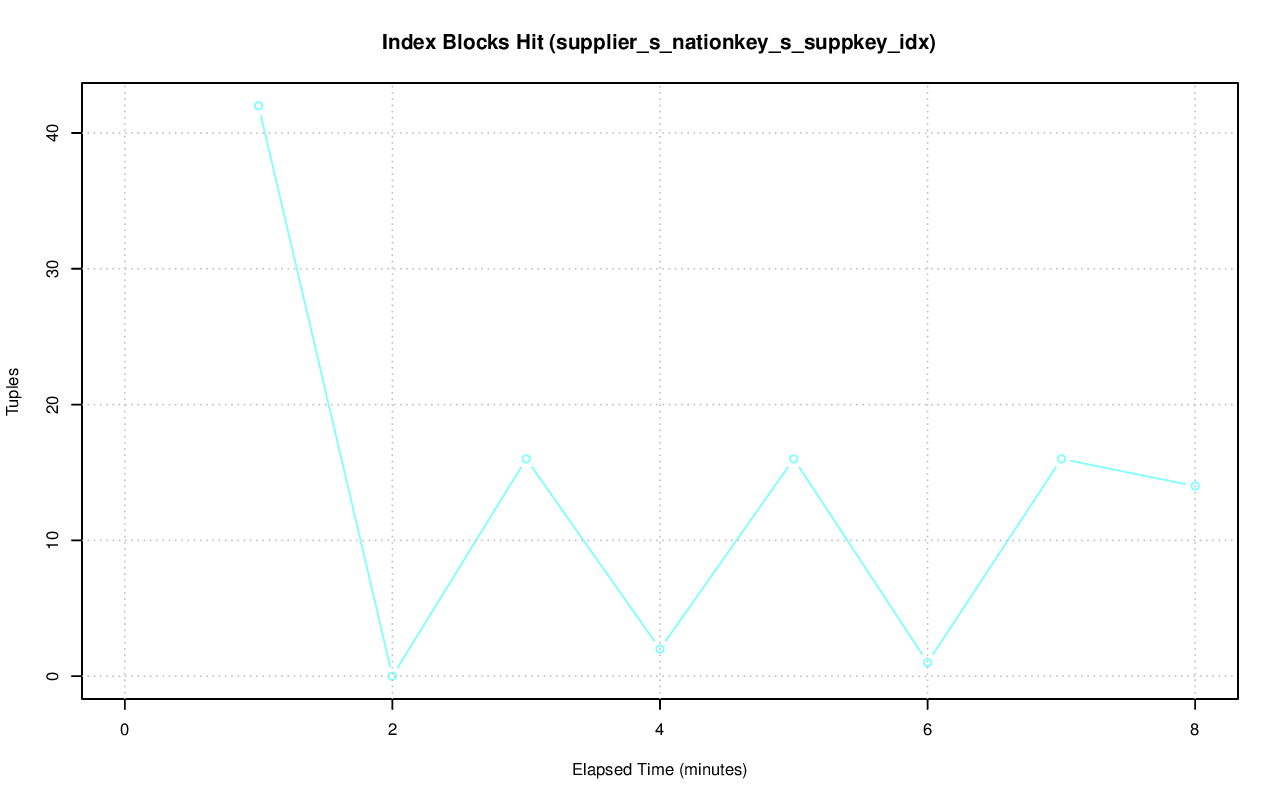 Index Blocks Hit (supplier_s_nationkey_s_suppkey_idx)
Tuples
40
30
20
10
0
0 2 4 6 8
Elapsed Time (minutes)